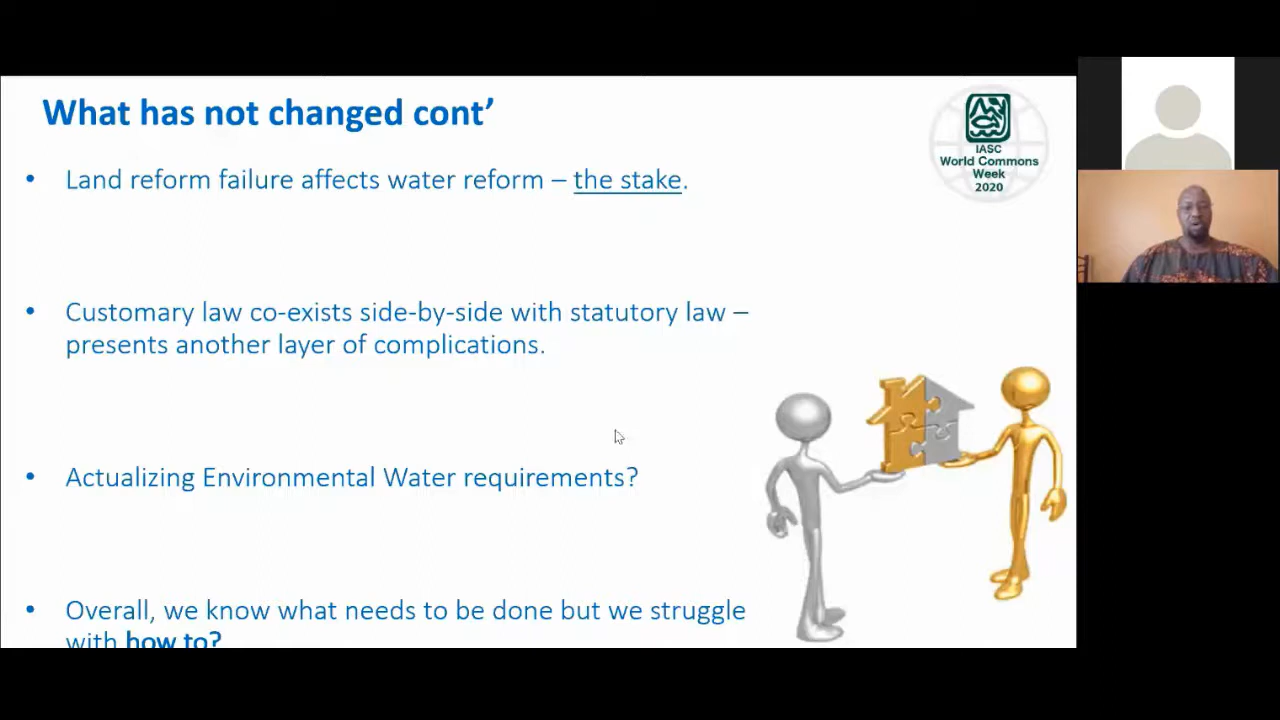 What has not changed cont’
IASC
World Commons
Week
2020
• Land reform failure affects water reform – the stake.
• Customary law co-exists side-by-side with statutory law –
presents another layer of complications.
• Actualizing Environmental Water requirements?
• Overall, we know what needs to be done but we struggle
with how to?